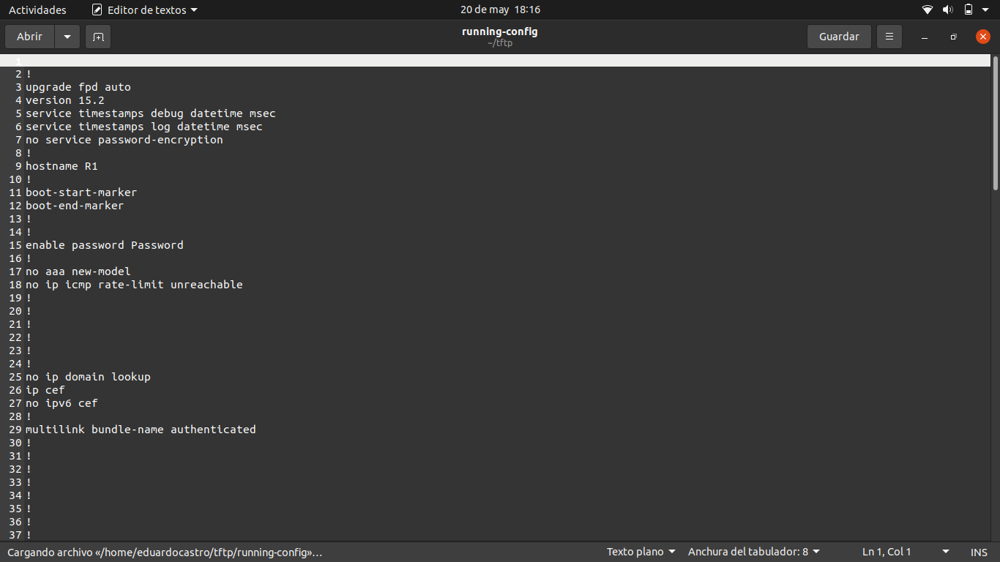 Actividades Editor de textos 20 de may 18:16
Abrir running-config Guardar
~/tftp
1
2 !
3 upgrade fpd auto
4 version 15.2
5 service timestamps debug datetime msec
6 service timestamps log datetime msec
7 no service password-encryption
8 !
9 hostname R1
10 !
11 boot-start-marker
12 boot-end-marker
13 !
14 !
15 enable password Password
16 !
17 no aaa new-model
18 no ip icmp rate-limit unreachable
19 !
20 !
21 !
22 !
23 !
24 !
25 no ip domain lookup
26 ip cef
27 no ipv6 cef
28 !
29 multilink bundle-name authenticated
30 !
31 !
32 !
33 !
34 !
35 !
36 !
37 !
Cargando archivo «/home/eduardocastro/tftp/running-config»… Texto plano Anchura del tabulador: 8 Ln 1, Col 1 INS